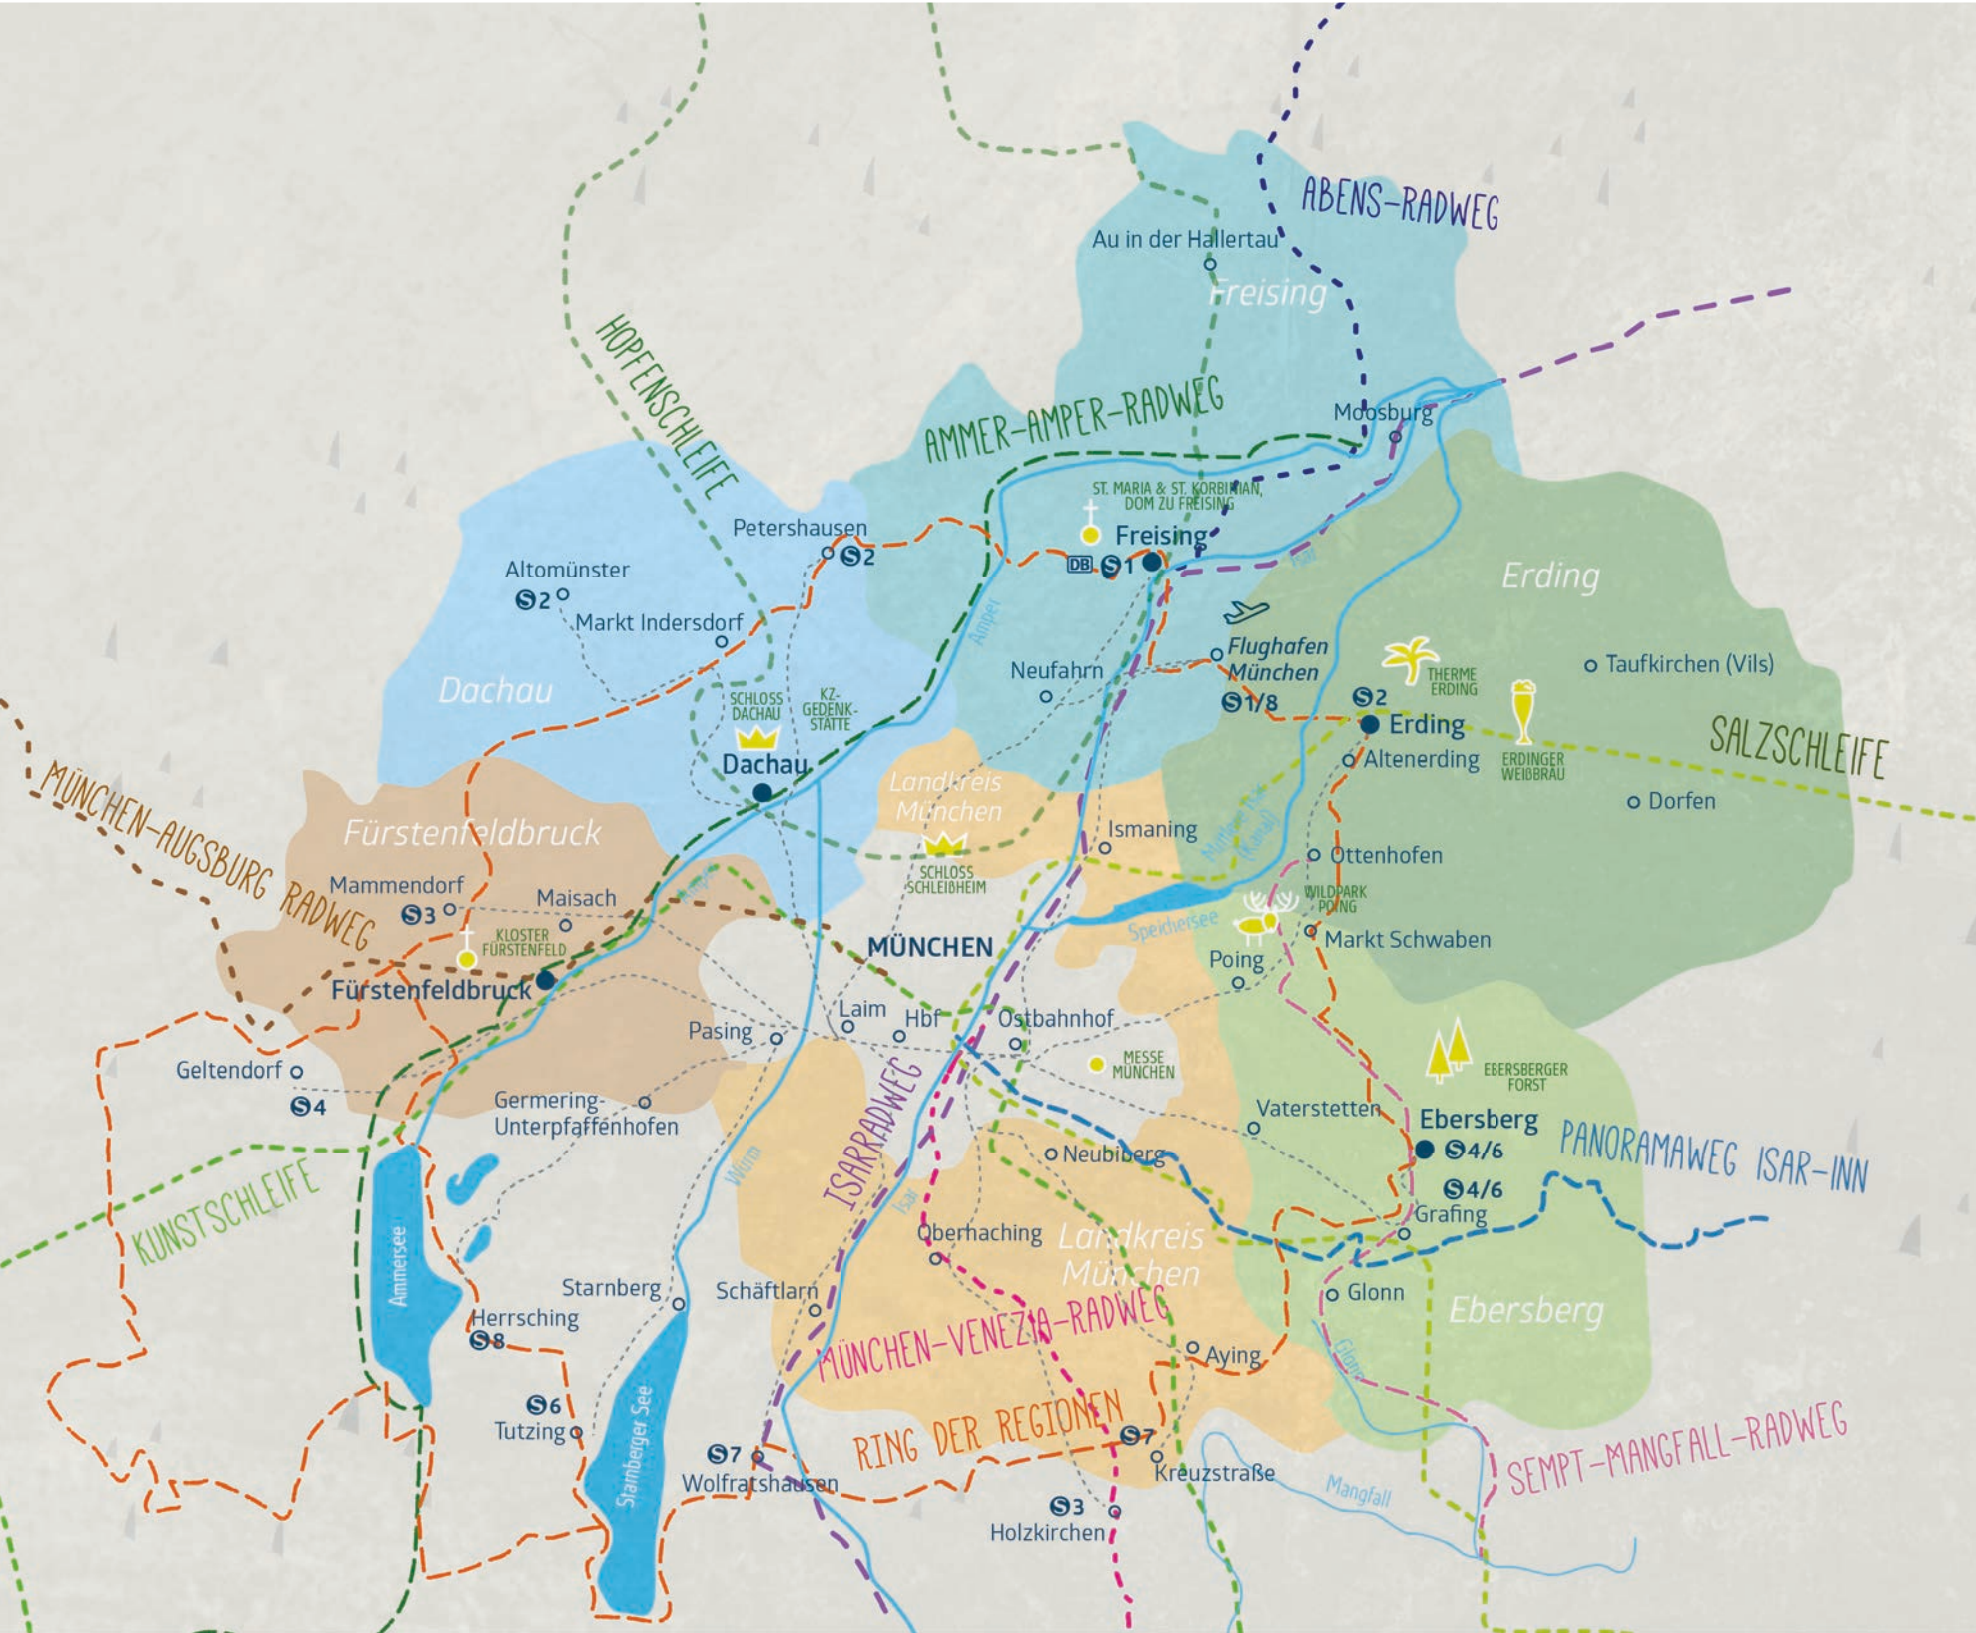 ABENS-RADWEG
Au in der Hallertau
Freising
HOPFENSCHLEIFE
AMMER-AMPER-RADWEG
Moosburg
ST. MARIA & ST. KORBINIAN,
DOM ZU FREISING
Petershausen
S2
Freising
DB S1
Isar
Altomünster
S2
Erding
Markt Indersdorf
Amper
Flughafen
München
S1/8
Neufahrn
THERME
ERDING
Taufkirchen (Vils)
Dachau
SCHLOSS
DACHAU
KZ-
GEDENK-
STÄTTE
S2
Erding
SALZSCHLEIFE
Dachau
Altenerding
ERDINGER
WEIßBRÄU
MÜNCHEN-AUGSBURG RADWEG
Landkreis
München
Dorfen
Fürstenfeldbruck
Ismaning
Mittlere Isar
(Kanal)
Ottenhofen
SCHLOSS
SCHLEIßHEIM
Mammendorf
S3
Maisach
Amper
WILDPARK
POING
Speichersee
KLOSTER
FÜRSTENFELD
MÜNCHEN
Markt Schwaben
Poing
Fürstenfeldbruck
Pasing
Laim
Hbf
Ostbahnhof
Geltendorf
S4
MESSE
MÜNCHEN
EBERSBERGER
FORST
Germering-
Unterpfaffenhofen
ISARRADWEG
Vaterstetten
Ebersberg
S4/6
PANORAMAWEG ISAR-INN
Neubiberg
Würm
Isar
S4/6
Grafing
KUNSTSCHLEIFE
Ammersee
Oberhaching
Landkreis
München
Starnberg
Schäftlarn
Glonn
Ebersberg
Herrsching
S8
MÜNCHEN-VENEZIA-RADWEG
Aying
Glonn
S6
Tutzing
Starnberger See
RING DER REGIONEN
S7
SEMPT-MANGFALL-RADWEG
S7
Wolfratshausen
Kreuzstraße
Mangfall
S3
Holzkirchen